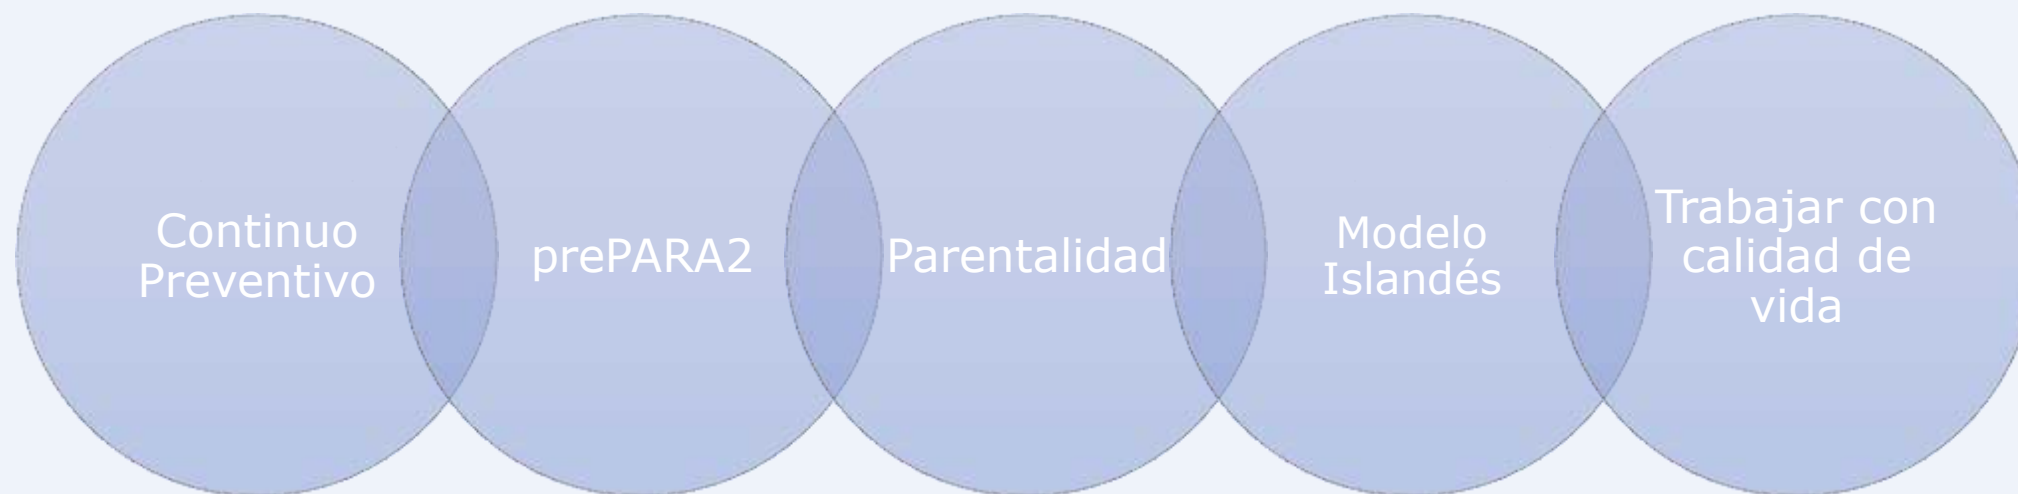 Continuo
Preventivo
prePARA2
Parentalidad
Modelo
Islandés
Trabajar con
calidad de
vida